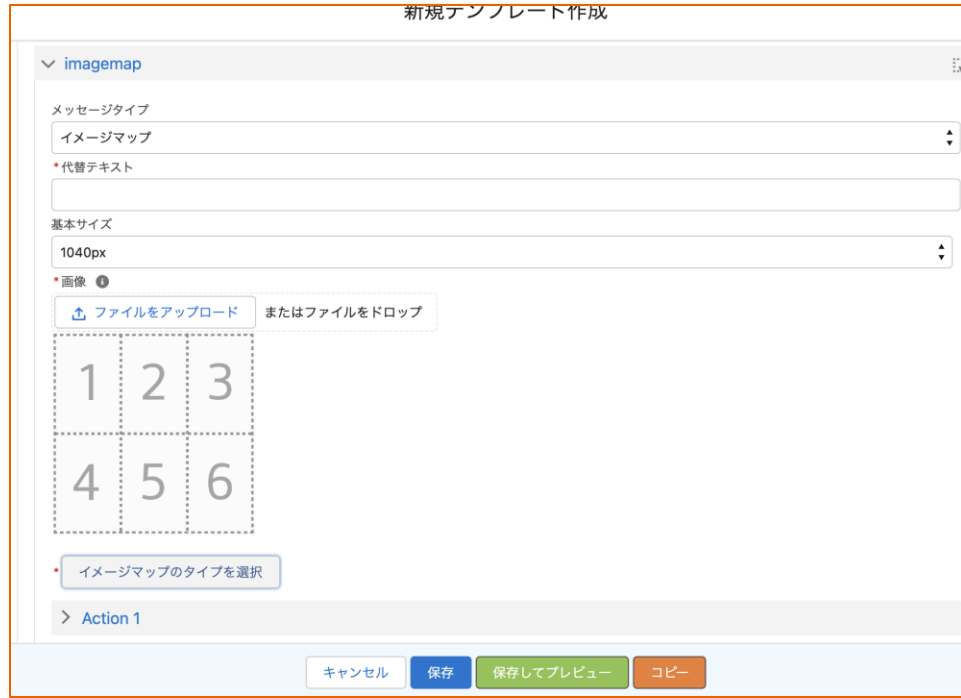 新規テンプレート作成
imagemap
メッセージタイプ
イメージマップ
*代替テキスト
基本サイズ
1040px
*画像
ファイルをアップロード またはファイルをドロップ
1 2 3
4 5 6
* イメージマップのタイプを選択
Action 1
キャンセル 保存 保存してプレビュー コピー